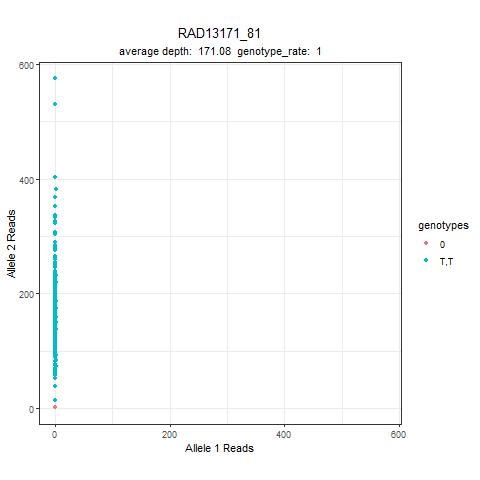 RAD13171_81
average depth: 171.08 genotype_rate: 1
600
400
200
0
Allele 2 Reads
0
200
400
600
Allele 1 Reads
genotypes
0
T,T